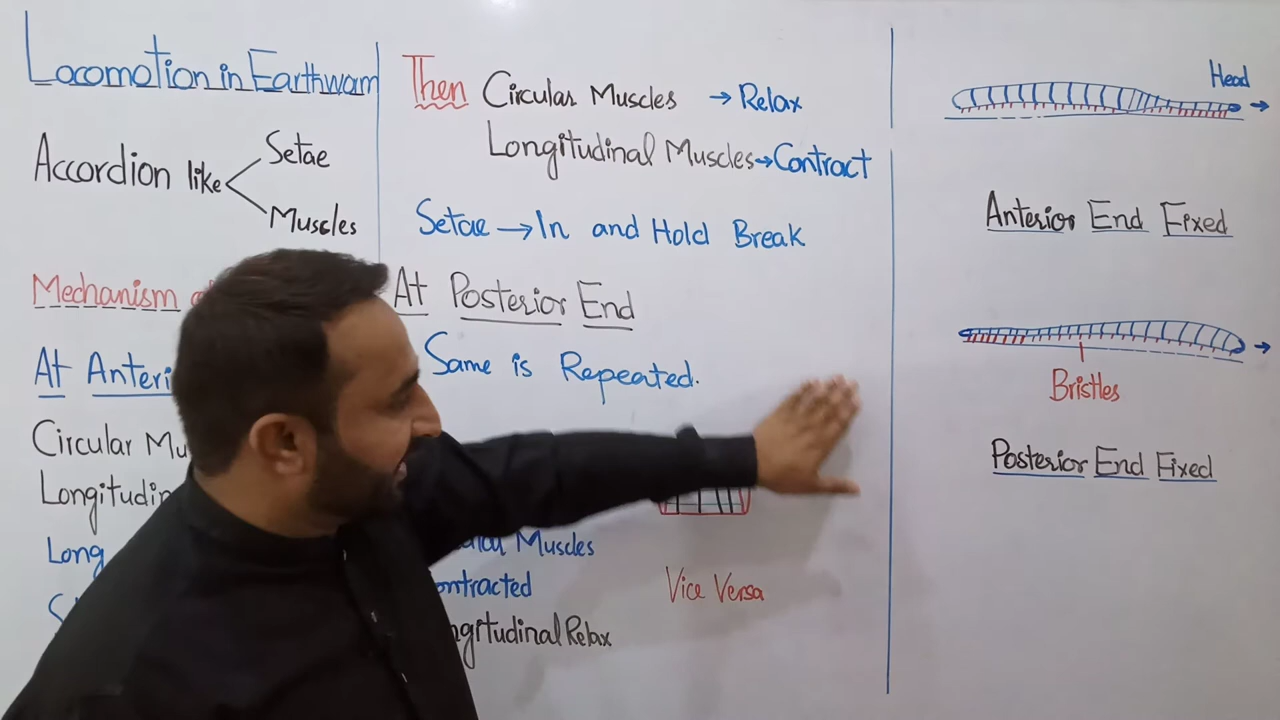 Locomotion in Earthwarm
Accordion like
Setae
Muscles
Mechanism
At Anteri
Circular Mu
Longitudin
Long
Then Circular Muscles → Relax
Longitudinal Muscles → Contract
Setae → In and Hold Break
At Posterior End
Same is Repeated.
Muscles
ontracted
ngitudinal Relax
Vice Versa
Head
Anterior End Fixed
Bristles
Posterior End Fixed